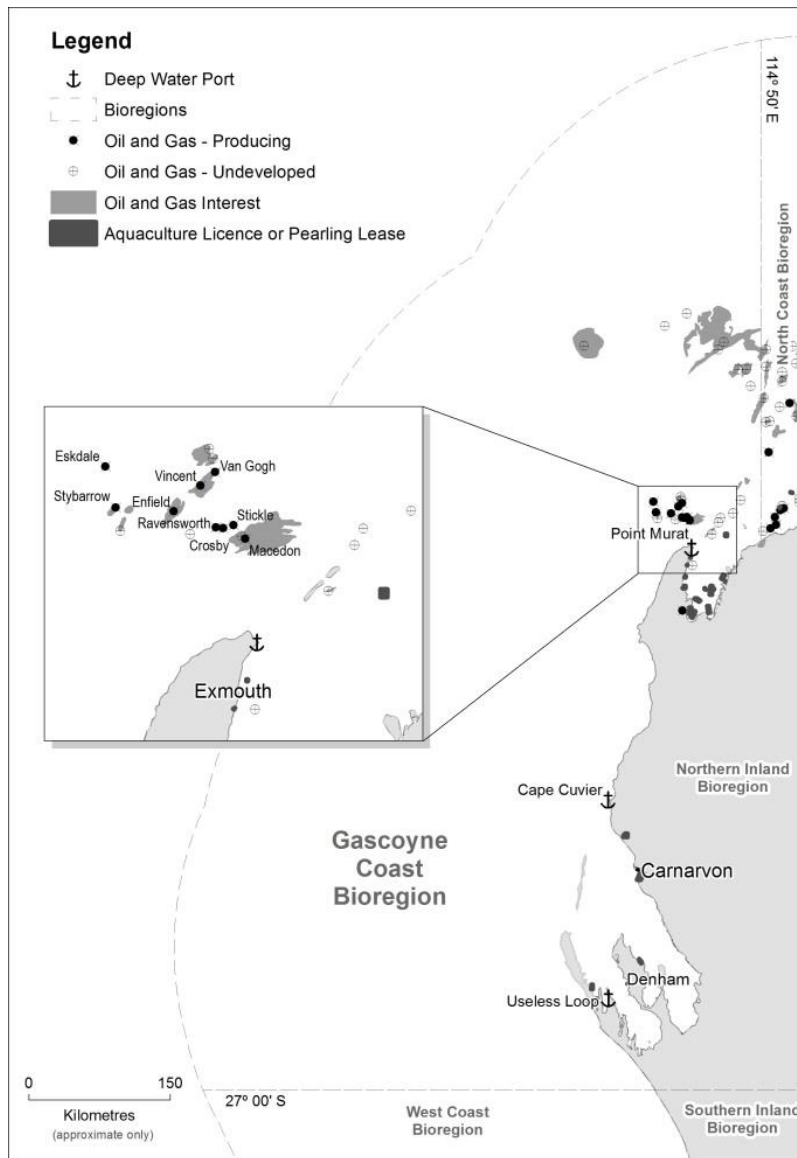 Legend
Deep Water Port
Bioregions
Oil and Gas - Producing
Oil and Gas - Undeveloped
Oil and Gas Interest
Aquaculture Licence or Pearling Lease
114º 50' E
North Coast Bioregion
Eskdale
Van Gogh
Vincent
Stybarrow
Enfield
Stickle
Ravensworth
Crosby
Macedon
Exmouth
Point Murat
Northern Inland
Bioregion
Cape Cuvier
Gascoyne
Coast
Bioregion
Carnarvon
Denham
Useless Loop
0
150
Kilometres
(approximate only)
27º 00' S
West Coast
Bioregion
Southern Inland
Bioregion